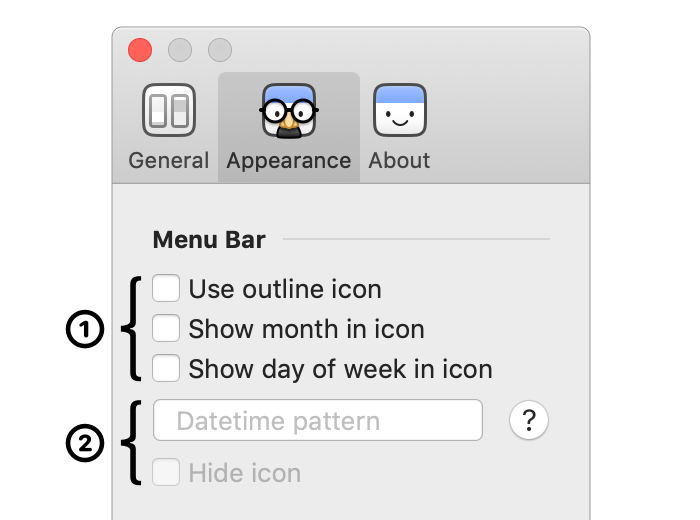 General Appearance About
Menu Bar
Use outline icon
Show month in icon
1
Show day of week in icon
Datetime pattern ?
2
Hide icon